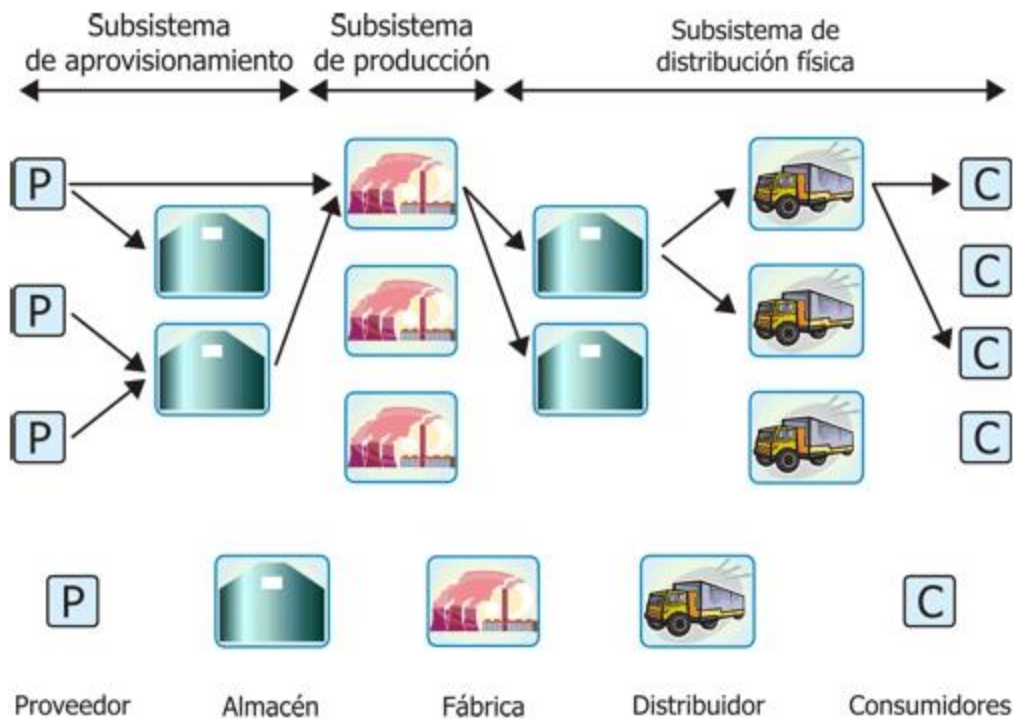 Subsistema
de aprovisionamiento
Subsistema
de producción
Subsistema de
distribución física
P
C
C
P
C
P
C
P
C
Proveedor
Almacén
Fábrica
Distribuidor
Consumidores